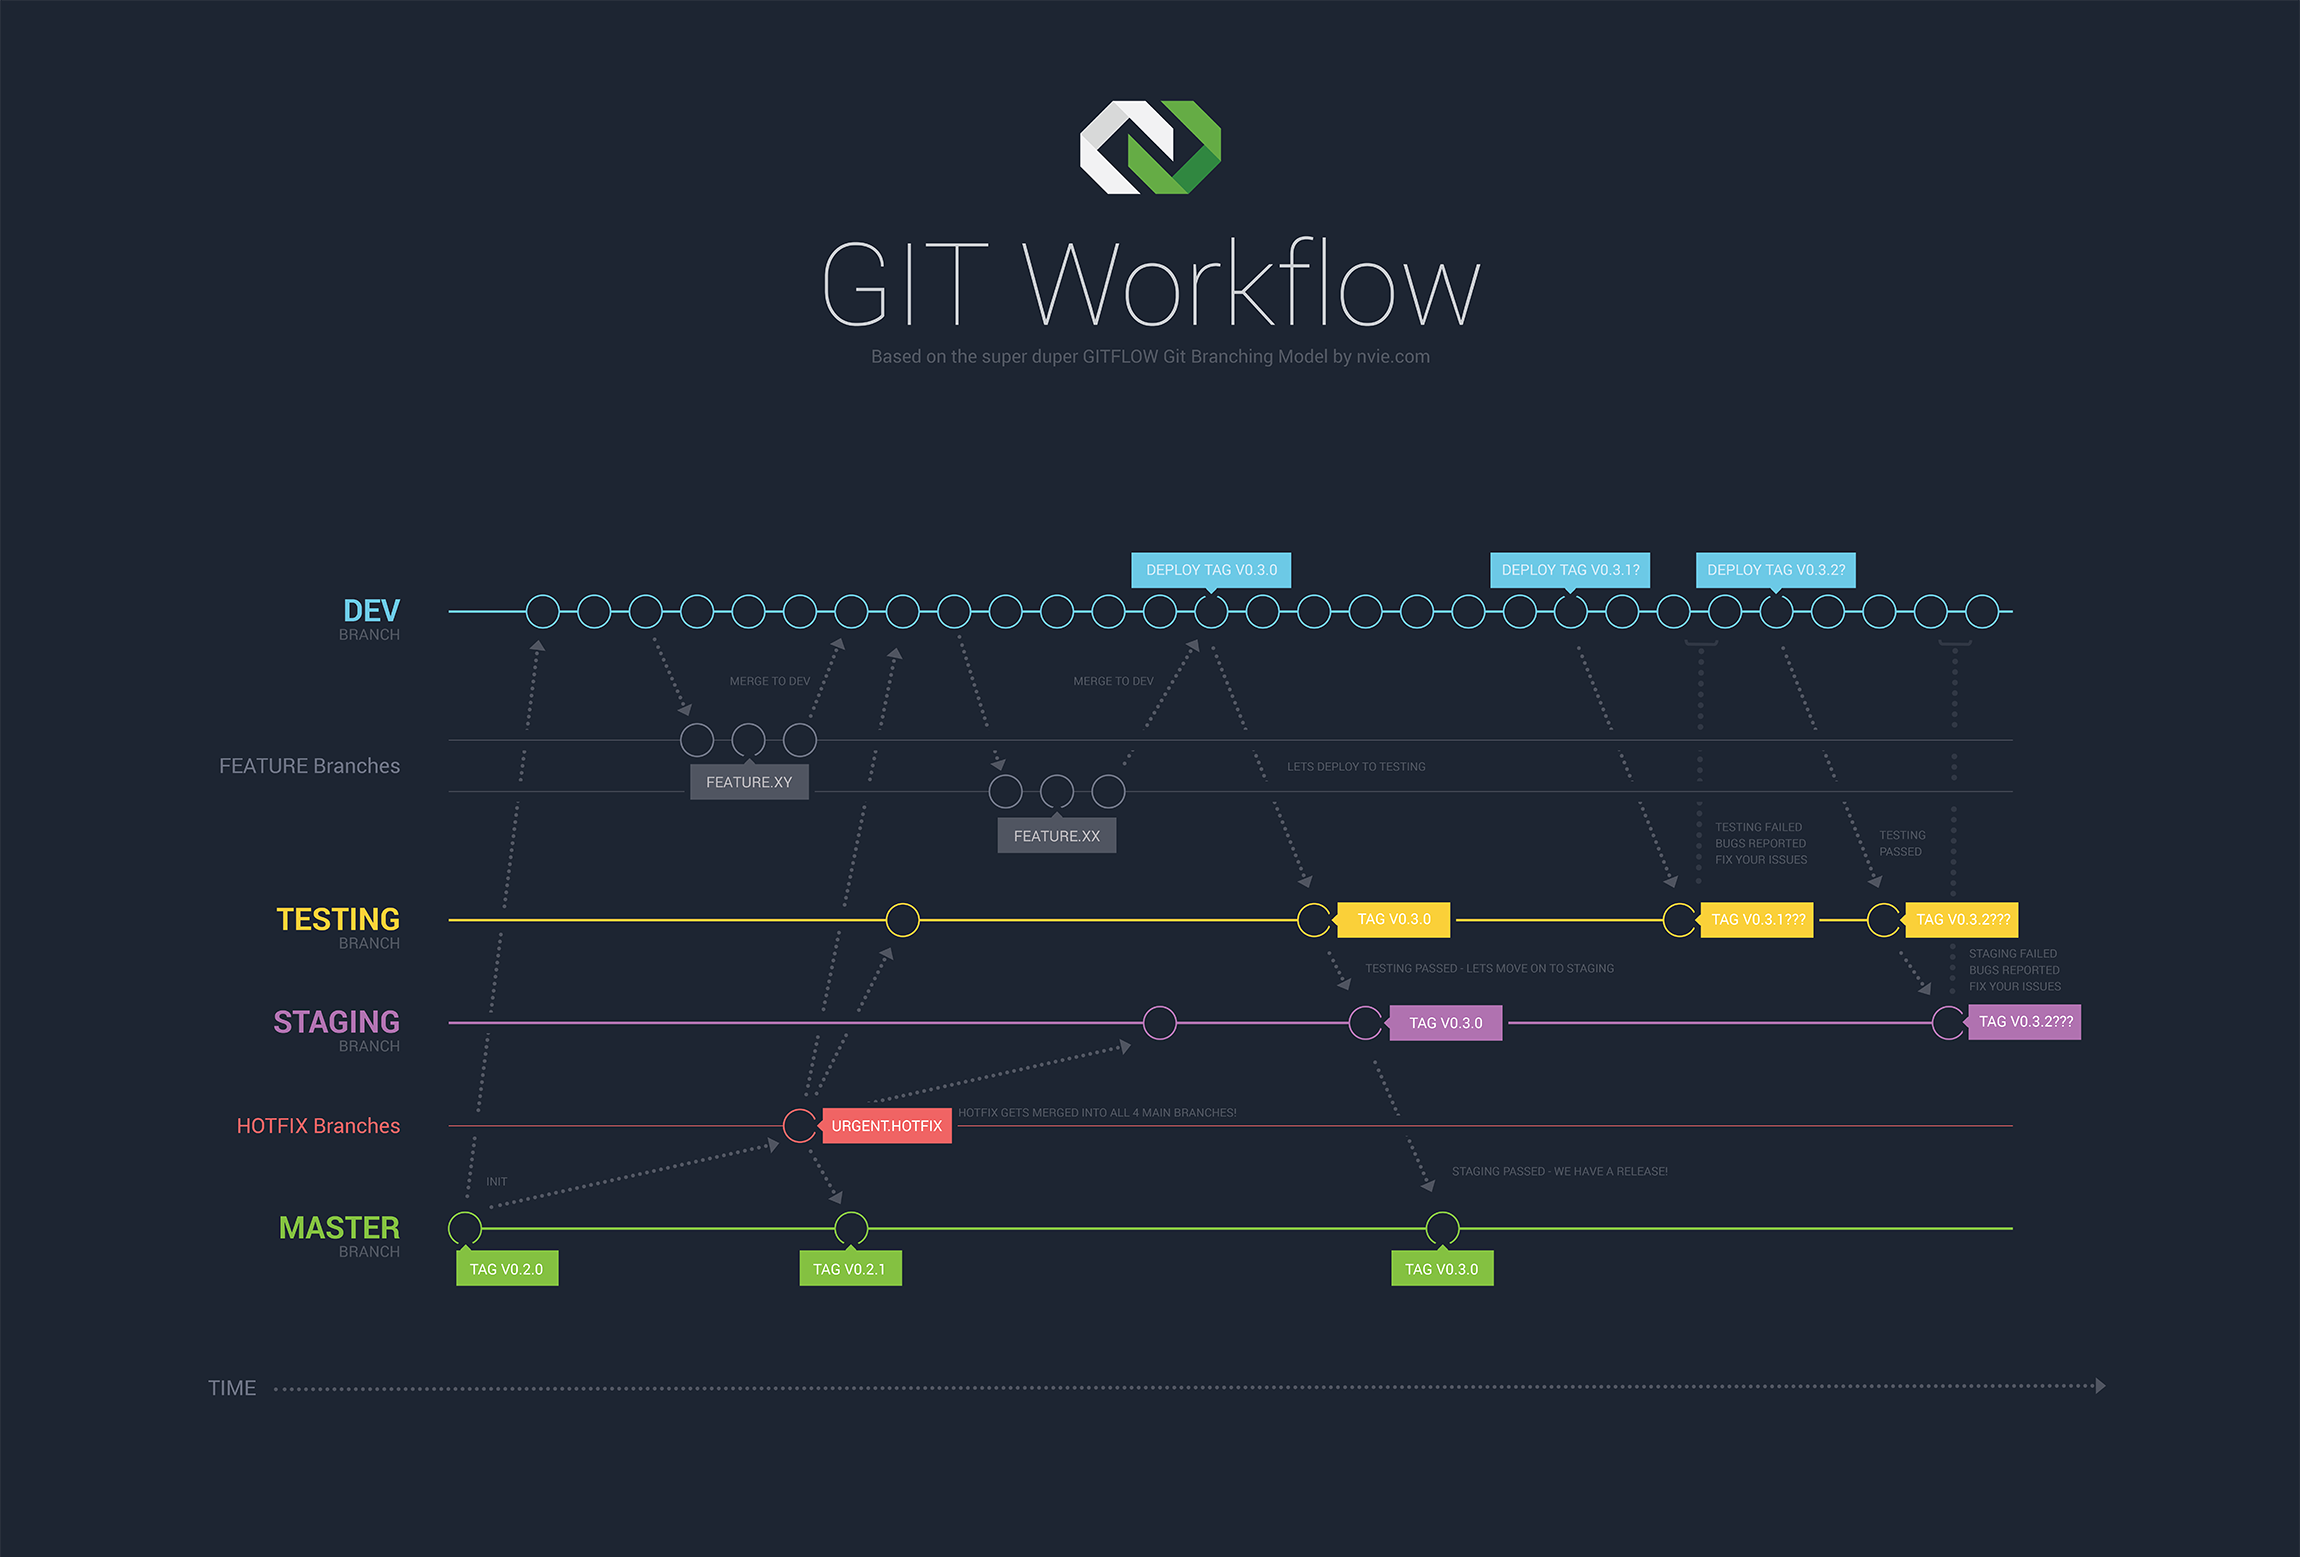 GIT Workflow
Based on the super duper GITFLOW Git Branching Model by nvie.com
DEPLOY TAG V0.3.0
DEPLOY TAG V0.3.1?
DEPLOY TAG V0.3.2?
DEV
BRANCH
MERGE TO DEV
MERGE TO DEV
FEATURE Branches
LETS DEPLOY TO TESTING
FEATURE.XY
FEATURE.XX
TESTING FAILED
BUGS REPORTED
FIX YOUR ISSUES
TESTING
PASSED
TESTING
BRANCH
TAG V0.3.0
TAG V0.3.1???
TAG V0.3.2???
TESTING PASSED - LETS MOVE ON TO STAGING
STAGING FAILED
BUGS REPORTED
FIX YOUR ISSUES
STAGING
BRANCH
TAG V0.3.0
TAG V0.3.2???
HOTFIX Branches
URGENT.HOTFIX
HOTFIX GETS MERGED INTO ALL 4 MAIN BRANCHES!
INIT
STAGING PASSED - WE HAVE A RELEASE!
MASTER
BRANCH
TAG V0.2.0
TAG V0.2.1
TAG V0.3.0
TIME